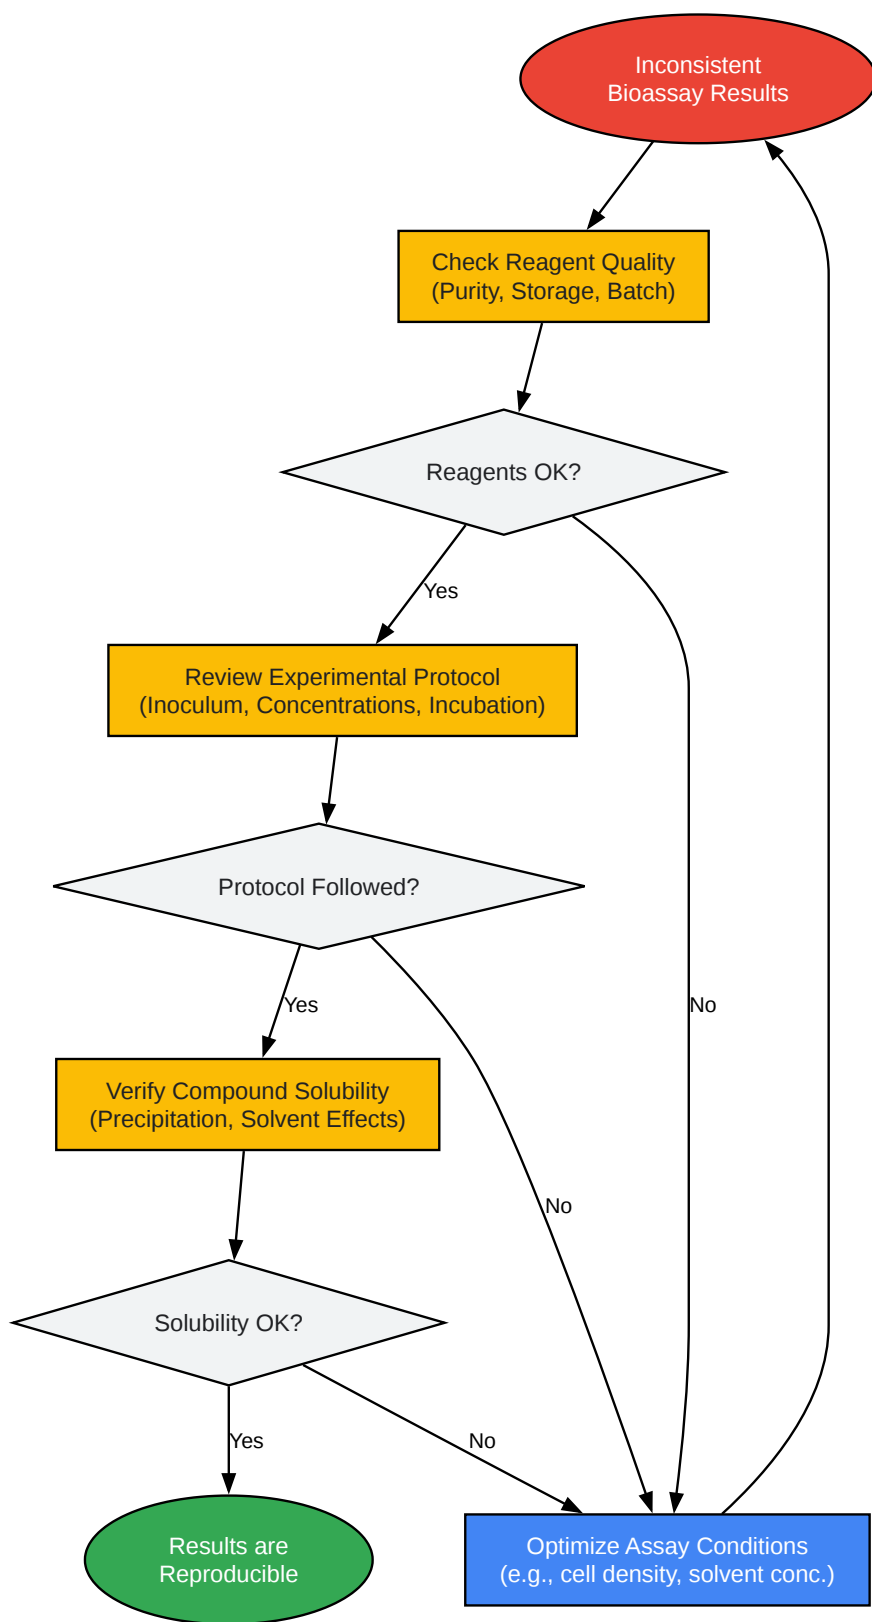 Inconsistent
Bioassay Results
Check Reagent Quality
(Purity, Storage, Batch)
Reagents OK?
Yes
Review Experimental Protocol
(Inoculum, Concentrations, Incubation)
Protocol Followed?
Yes
No
Verify Compound Solubility
(Precipitation, Solvent Effects)
No
Solubility OK?
Yes
No
Results are
Reproducible
Optimize Assay Conditions
(e.g., cell density, solvent conc.)